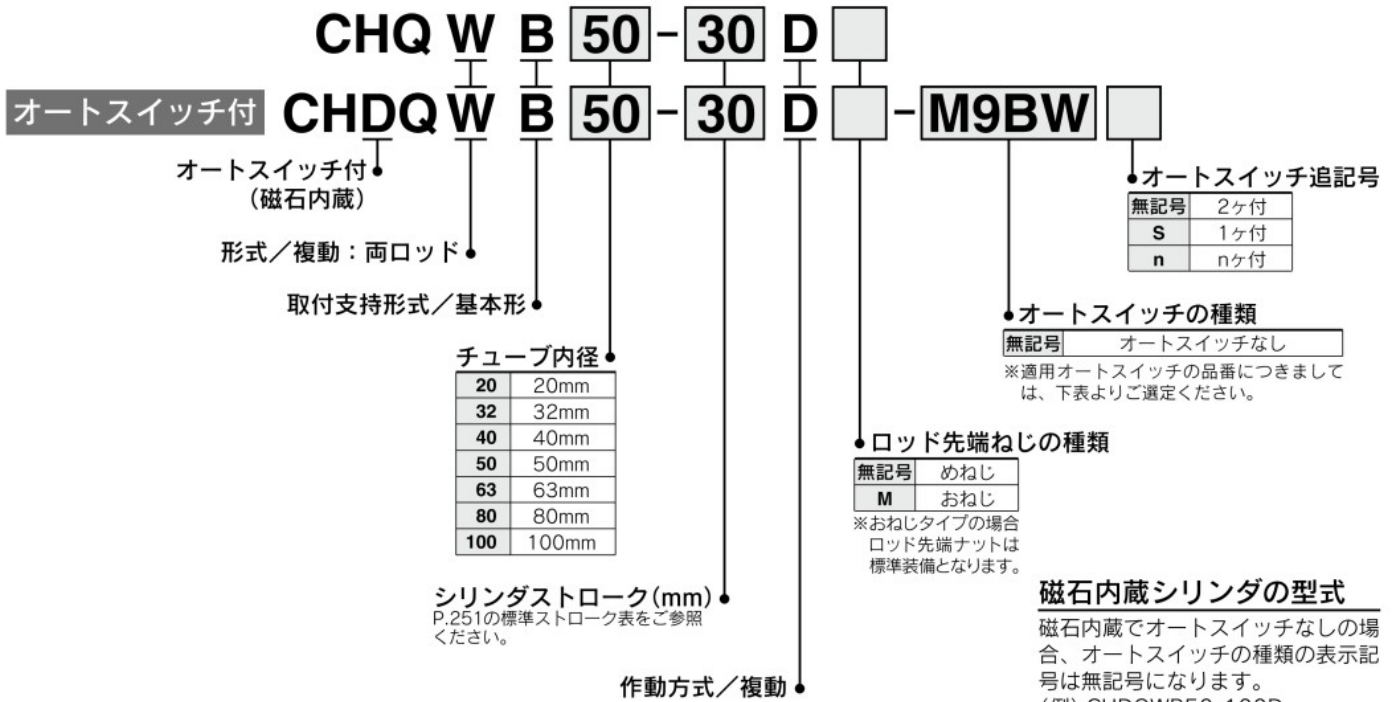 CHQ W B 50 - 30 D
オートスイッチ付 CHDQ W B 50 - 30 D - M9BW
オートスイッチ付
(磁石内蔵)
形式／複動：両ロッド
取付支持形式／基本形
チューブ内径
20 20mm
32 32mm
40 40mm
50 50mm
63 63mm
80 80mm
100 100mm
シリンダストローク(mm)
P.251の標準ストローク表をご参照
ください。
作動方式／複動
ロッド先端ねじの種類
無記号 めねじ
M おねじ
※おねじタイプの場合
ロッド先端ナットは
標準装備となります。
オートスイッチの種類
無記号 オートスイッチなし
※適用オートスイッチの品番につきまして
は、下表よりご選定ください。
オートスイッチ追記号
無記号 2ヶ付
S 1ヶ付
n nヶ付
磁石内蔵シリンダの型式
磁石内蔵でオートスイッチなしの場
合、オートスイッチの種類の表示記
号は無記号になります。
(例) CHDQWB50-100D